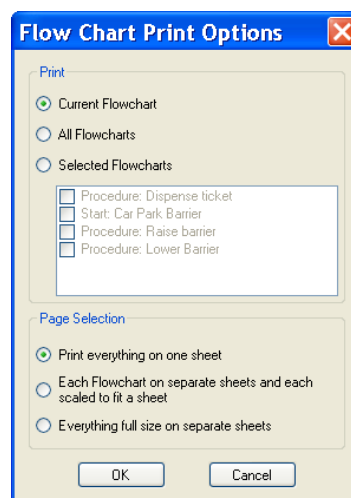 Flow Chart Print Options
Print
Current Flowchart
All Flowcharts
Selected Flowcharts
Procedure: Dispense ticket
Start: Car Park Barrier
Procedure: Raise barrier
Procedure: Lower Barrier
Page Selection
Print everything on one sheet
Each Flowchart on separate sheets and each
scaled to fit a sheet
Everything full size on separate sheets
OK
Cancel